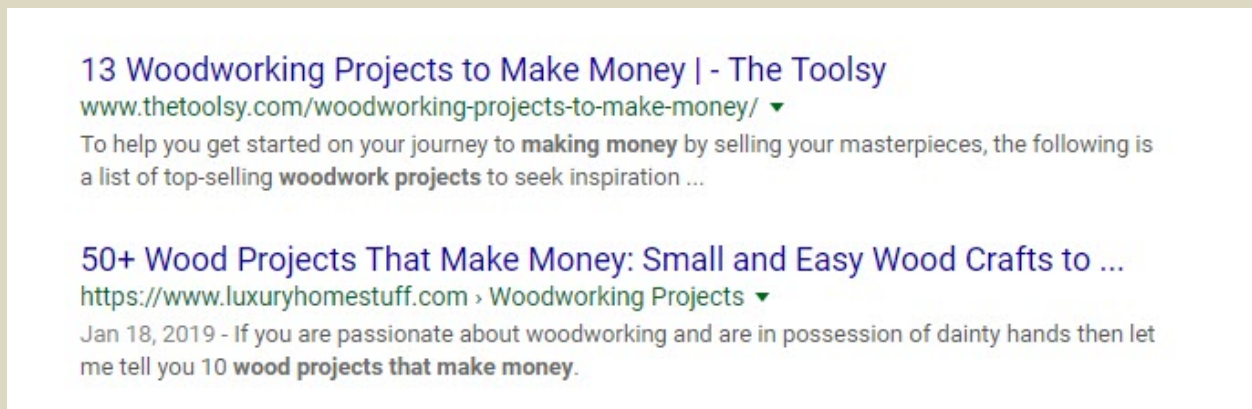 13 Woodworking Projects to Make Money | - The Toolsy
www.thetoolsy.com/woodworking-projects-to-make-money/
To help you get started on your journey to making money by selling your masterpieces, the following is
a list of top-selling woodwork projects to seek inspiration ...
50+ Wood Projects That Make Money: Small and Easy Wood Crafts to ...
https://www.luxuryhomestuff.com › Woodworking Projects
Jan 18, 2019 - If you are passionate about woodworking and are in possession of dainty hands then let
me tell you 10 wood projects that make money.